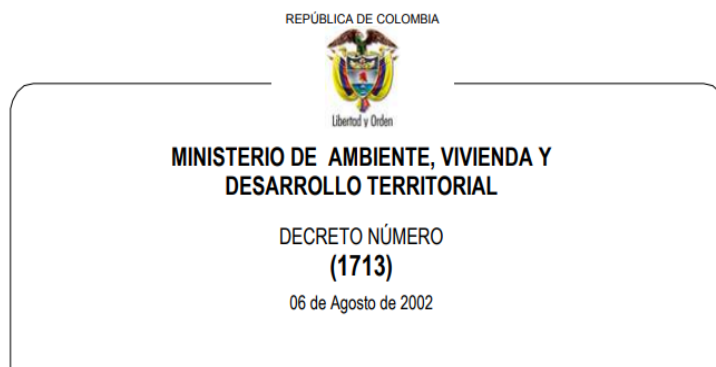 REPÚBLICA DE COLOMBIA
Libertad y Orden
MINISTERIO DE AMBIENTE, VIVIENDA Y
DESARROLLO TERRITORIAL
DECRETO NÚMERO
(1713)
06 de Agosto de 2002